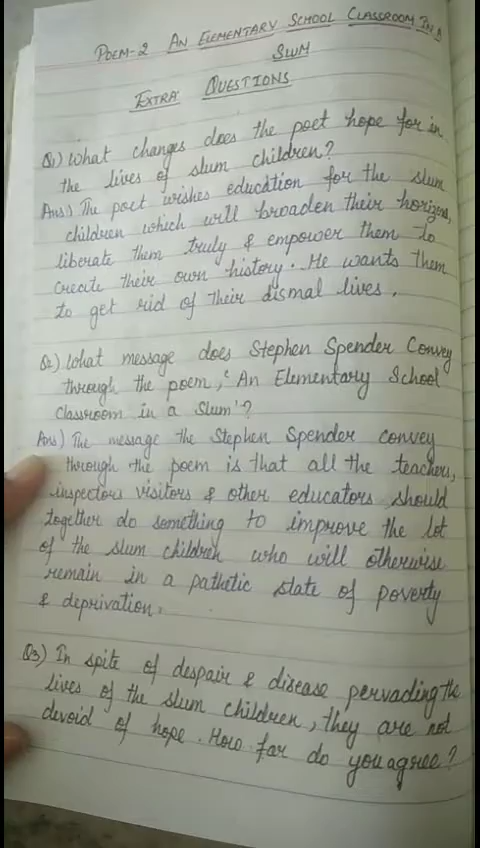 POEM-2 AN ELEMENTARY SCHOOL CLASSROOM IN A
SLUM
EXTRA QUESTIONS
Q1) What changes does the poet hope for in
the lives of slum children?
Ans) The poet wishes education for the slum
children which will broaden their horizons,
liberate them truly & empower them to
create their own history. He wants them
to get rid of their dismal lives.
Q2) What message does Stephen Spender Convey
through the poem, 'An Elementary School
Classroom in a Slum'?
Ans) The message the Stephen Spender convey
through the poem is that all the teachers,
inspectors visitors & other educators should
together do something to improve the lot
of the slum children who will otherwise
remain in a pathetic state of poverty
& deprivation.
Q3) In spite of despair & disease pervading the
lives of the slum children, they are not
devoid of hope. How far do you agree?